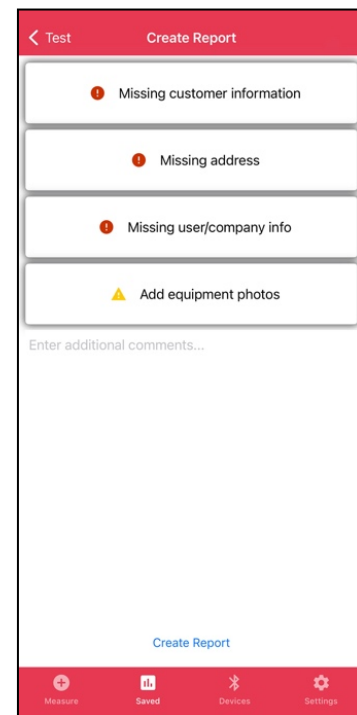 Test
Create Report
Missing customer information
Missing address
Missing user/company info
Add equipment photos
Enter additional comments...
Create Report
Measure
Saved
Devices
Settings